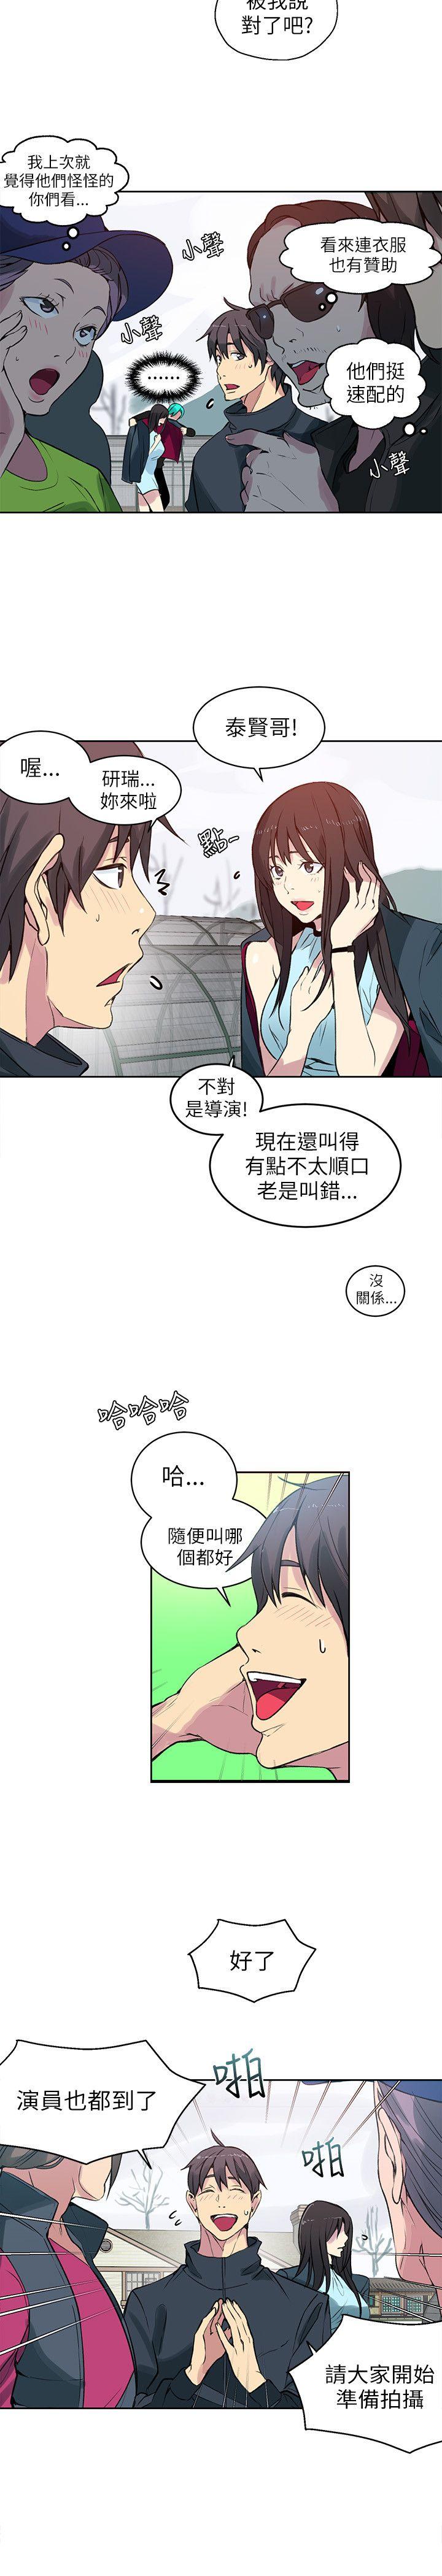 被我說
對了吧?
我上次就
覺得他們怪怪的
你們看...
小聲
看來連衣服
也有贊助
小聲
......
他們挺
速配的
小聲
泰賢哥!
喔...
研瑞...
妳來啦
點~
不對
是導演!
現在還叫得
有點不太順口
老是叫錯...
沒
關係...
哈哈哈
哈...
隨便叫哪
個都好
好了
演員也都到了
啪
啪
請大家開始
準備拍攝